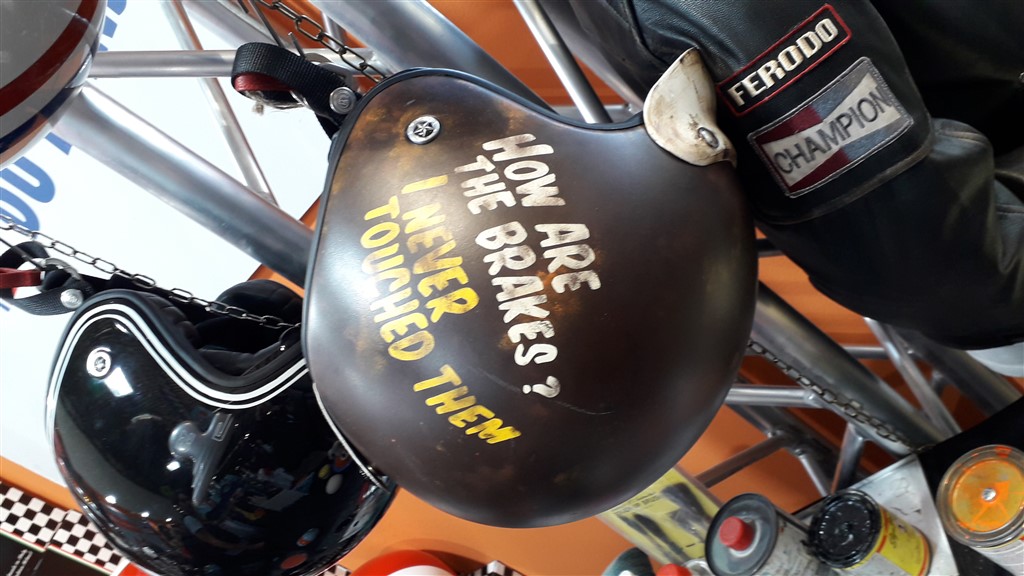 HOW ARE
THE BRAKES?
I NEVER
TOUCHED THEM
FERODO
CHAMPION